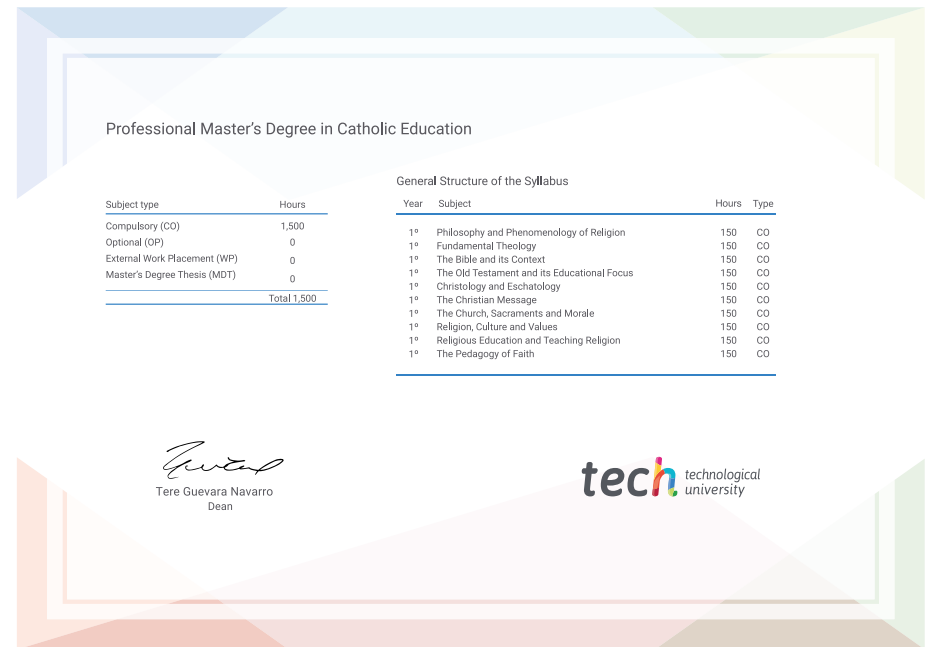 Professional Master's Degree in Catholic Education
Subject type Hours
Compulsory (CO) 1,500
Optional (OP) 0
External Work Placement (WP) 0
Master's Degree Thesis (MDT) 0
Total 1,500
General Structure of the Syllabus
Year Subject Hours Type
1º Philosophy and Phenomenology of Religion 150 CO
1º Fundamental Theology 150 CO
1º The Bible and its Context 150 CO
1º The Old Testament and its Educational Focus 150 CO
1º Christology and Eschatology 150 CO
1º The Christian Message 150 CO
1º The Church, Sacraments and Morale 150 CO
1º Religion, Culture and Values 150 CO
1º Religious Education and Teaching Religion 150 CO
1º The Pedagogy of Faith 150 CO
Tere Guevara Navarro
Dean
tech technological
university